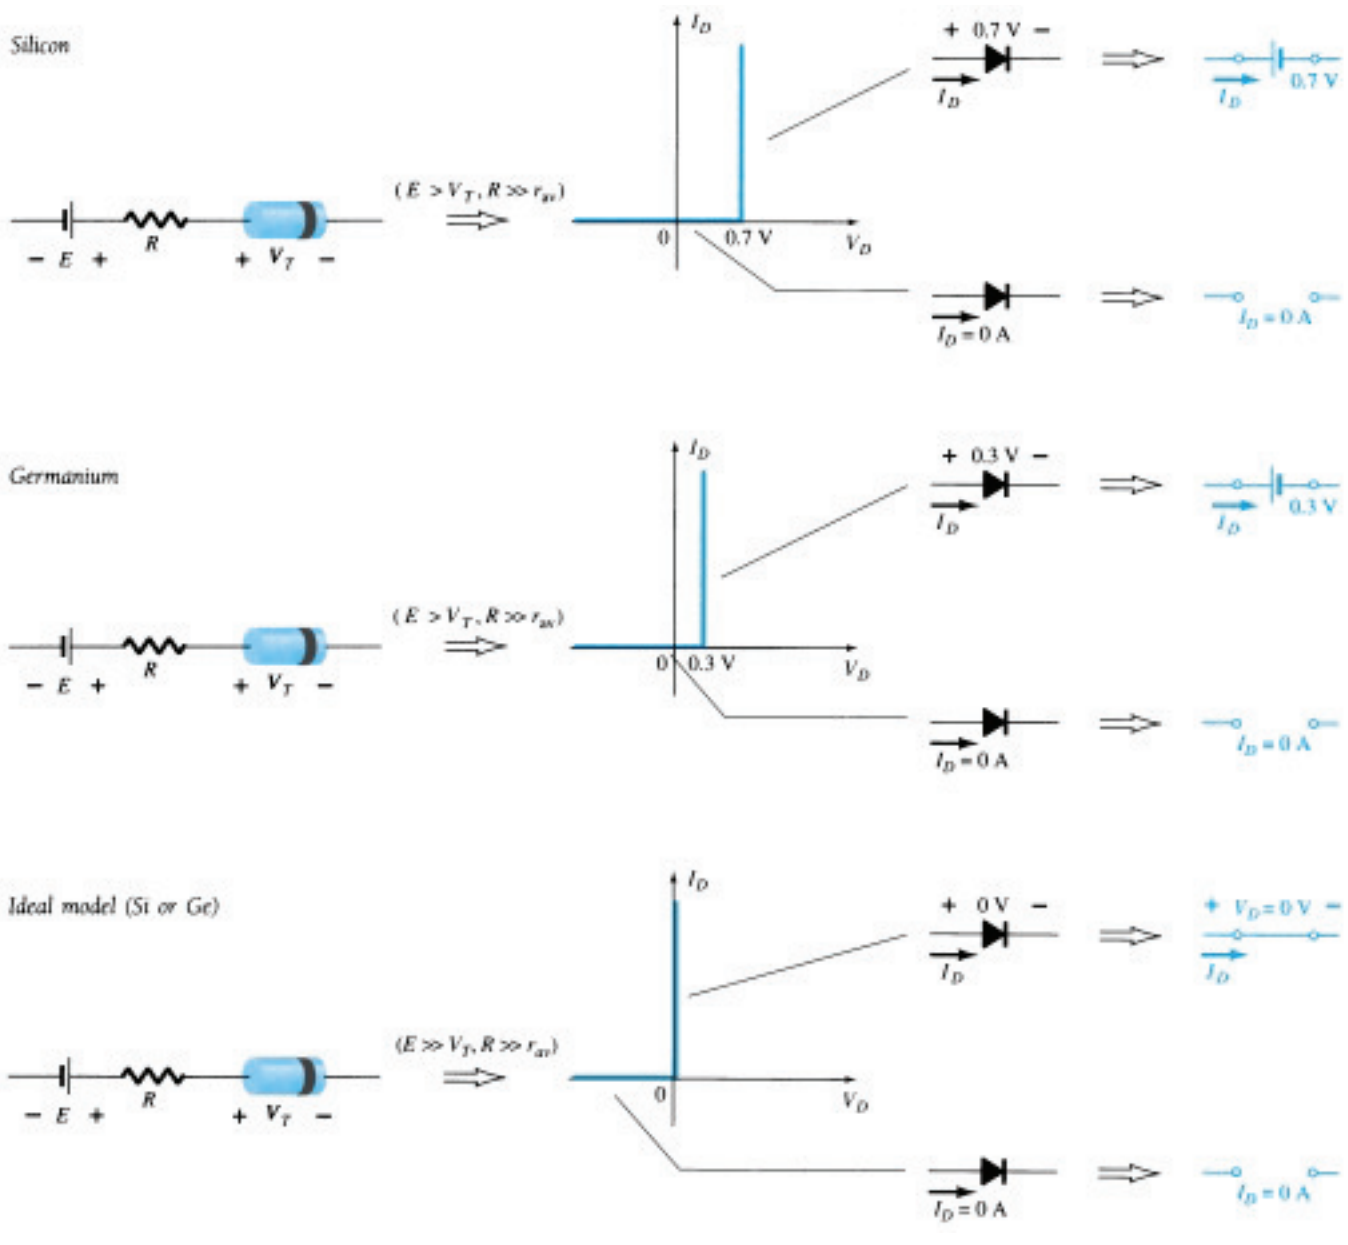 Silicon
− E + R + V_T −
(E > V_T, R ≫ r_av)
I_D
0 0.7 V V_D
+ 0.7 V −
I_D
I_D
0.7 V
I_D = 0 A
I_D = 0 A
Germanium
− E + R + V_T −
(E > V_T, R ≫ r_av)
I_D
0 0.3 V V_D
+ 0.3 V −
I_D
I_D
0.3 V
I_D = 0 A
I_D = 0 A
Ideal model (Si or Ge)
− E + R + V_T −
(E ≫ V_T, R ≫ r_av)
I_D
0 V_D
+ 0 V −
I_D
+ V_D = 0 V −
I_D
I_D = 0 A
I_D = 0 A